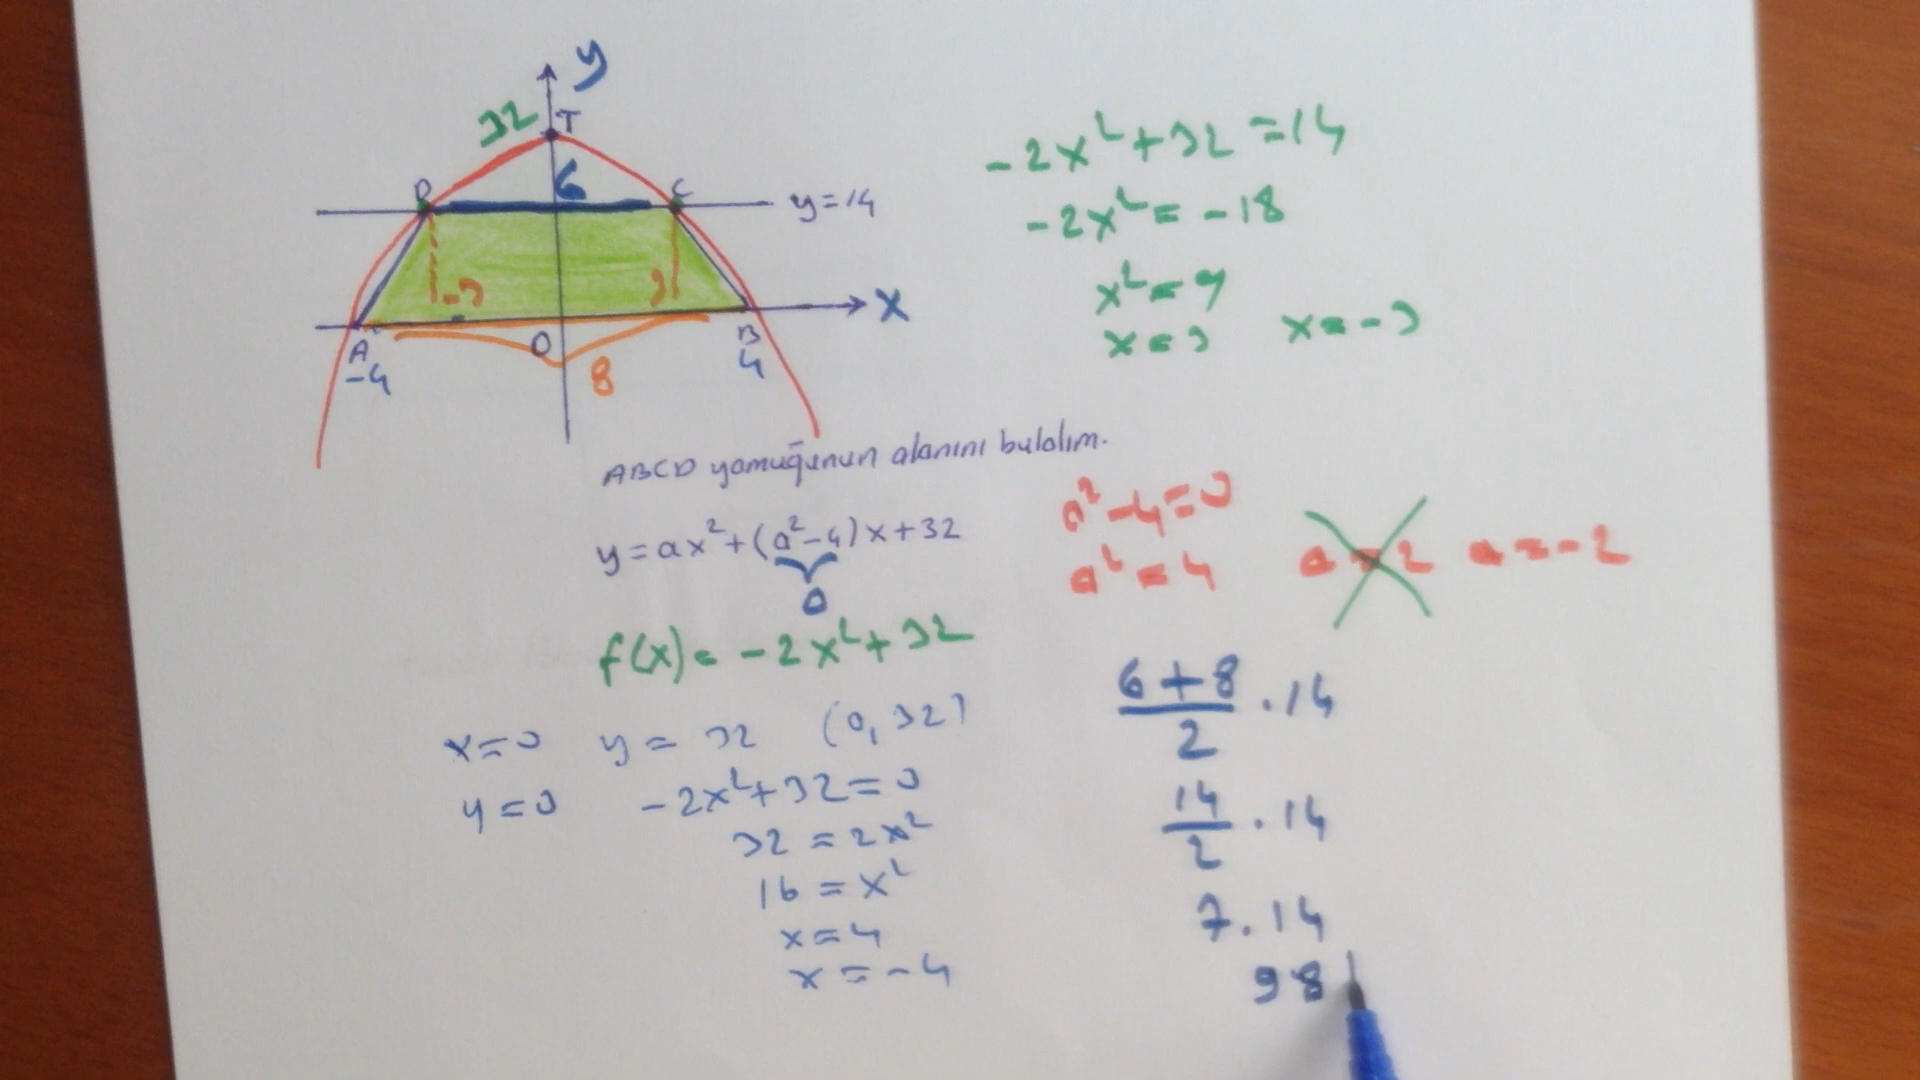 y
32
T
6
D
C
y=14
-3
3
x
A
O
B
-4
4
8
-2x²+32=14
-2x²=-18
x²=9
x=3 x=-3
ABCD yamuğunun alanını bulalım.
y=ax²+(a²-4)x+32
0
a²-4=0
a²=4 a=2 a=-2
f(x)=-2x²+32
x=0 y=32 (0,32)
y=0 -2x²+32=0
32=2x²
16=x²
x=4
x=-4
6+8/2 .14
14/2 .14
7.14
98